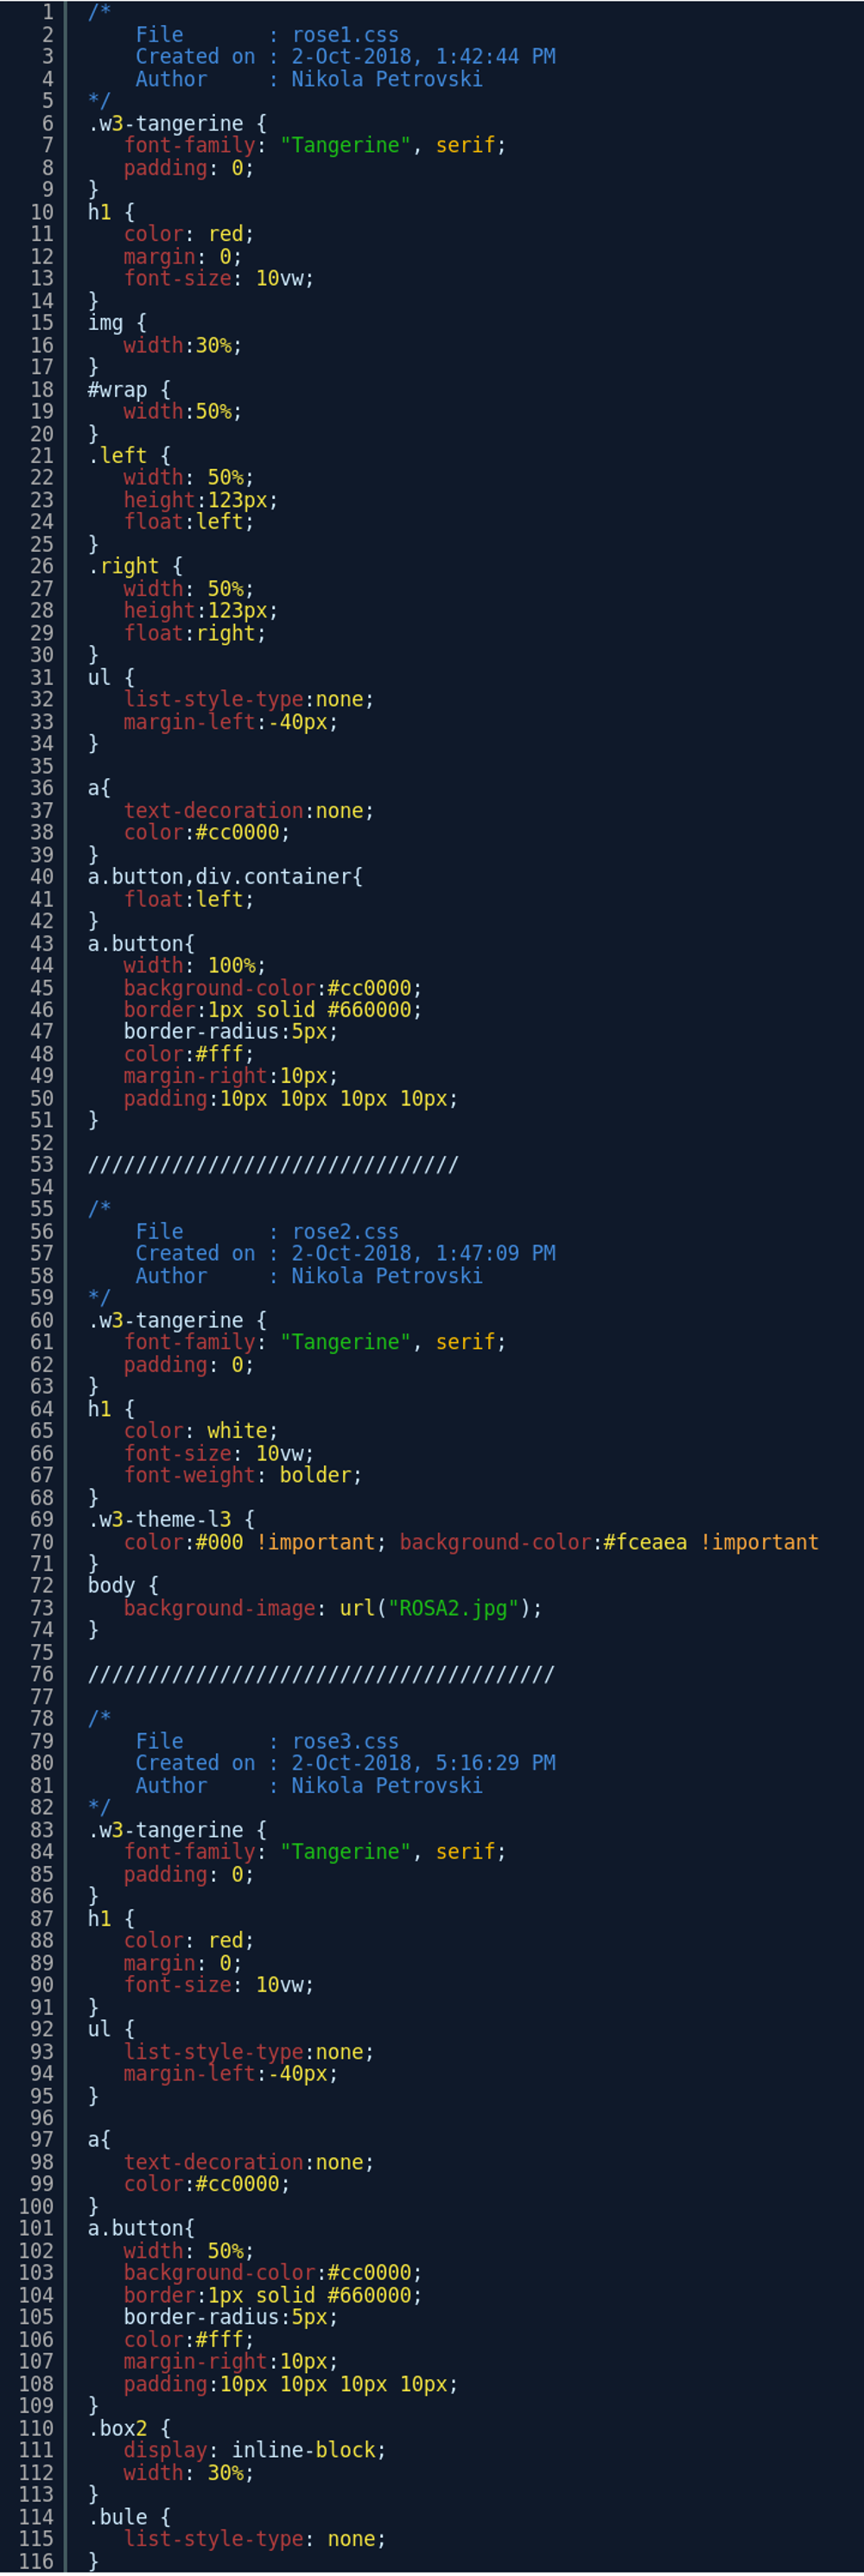 1 /*
2     File       : rose1.css
3     Created on : 2-Oct-2018, 1:42:44 PM
4     Author     : Nikola Petrovski
5 */
6 .w3-tangerine {
7    font-family: "Tangerine", serif;
8    padding: 0;
9 }
10 h1 {
11    color: red;
12    margin: 0;
13    font-size: 10vw;
14 }
15 img {
16    width:30%;
17 }
18 #wrap {
19    width:50%;
20 }
21 .left {
22    width: 50%;
23    height:123px;
24    float:left;
25 }
26 .right {
27    width: 50%;
28    height:123px;
29    float:right;
30 }
31 ul {
32    list-style-type:none;
33    margin-left:-40px;
34 }
35
36 a{
37    text-decoration:none;
38    color:#cc0000;
39 }
40 a.button,div.container{
41    float:left;
42 }
43 a.button{
44    width: 100%;
45    background-color:#cc0000;
46    border:1px solid #660000;
47    border-radius:5px;
48    color:#fff;
49    margin-right:10px;
50    padding:10px 10px 10px 10px;
51 }
52
53 ///////////////////////////////
54
55 /*
56     File       : rose2.css
57     Created on : 2-Oct-2018, 1:47:09 PM
58     Author     : Nikola Petrovski
59 */
60 .w3-tangerine {
61    font-family: "Tangerine", serif;
62    padding: 0;
63 }
64 h1 {
65    color: white;
66    font-size: 10vw;
67    font-weight: bolder;
68 }
69 .w3-theme-l3 {
70    color:#000 !important; background-color:#fceaea !important
71 }
72 body {
73    background-image: url("ROSA2.jpg");
74 }
75
76 ///////////////////////////////////////
77
78 /*
79     File       : rose3.css
80     Created on : 2-Oct-2018, 5:16:29 PM
81     Author     : Nikola Petrovski
82 */
83 .w3-tangerine {
84    font-family: "Tangerine", serif;
85    padding: 0;
86 }
87 h1 {
88    color: red;
89    margin: 0;
90    font-size: 10vw;
91 }
92 ul {
93    list-style-type:none;
94    margin-left:-40px;
95 }
96
97 a{
98    text-decoration:none;
99    color:#cc0000;
100 }
101 a.button{
102    width: 50%;
103    background-color:#cc0000;
104    border:1px solid #660000;
105    border-radius:5px;
106    color:#fff;
107    margin-right:10px;
108    padding:10px 10px 10px 10px;
109 }
110 .box2 {
111    display: inline-block;
112    width: 30%;
113 }
114 .bule {
115    list-style-type: none;
116 }